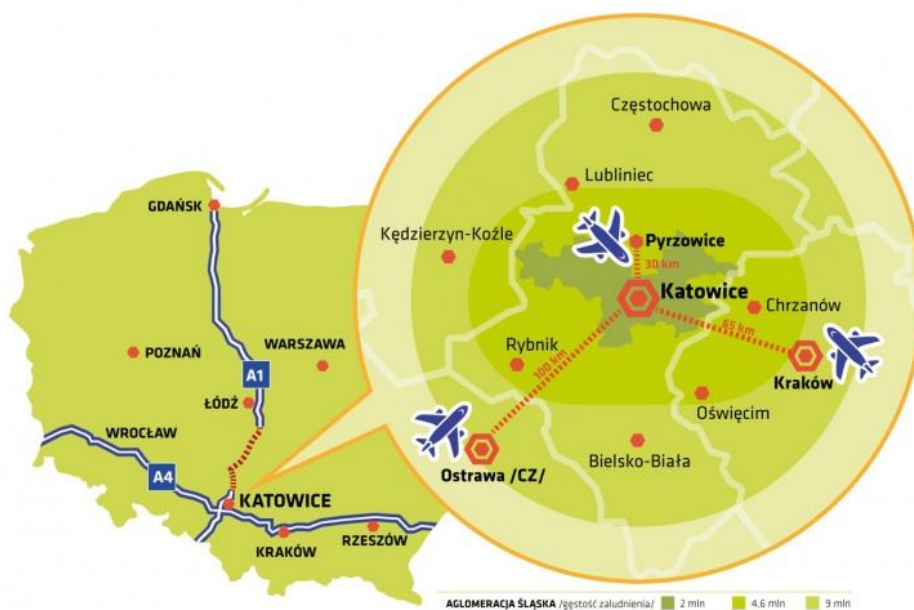 GDAŃSK
POZNAŃ
WARSZAWA
A1
ŁÓDŹ
WROCŁAW
A4
KATOWICE
KRAKÓW
RZESZÓW
Częstochowa
Lubliniec
Kędzierzyn-Koźle
Pyrzowice
30 km
Katowice
Chrzanów
65 km
Rybnik
100 km
Kraków
Oświęcim
Ostrawa /CZ/
Bielsko-Biała
AGLOMERACJA ŚLĄSKA /gęstość zaludnienia/ 2 mln 4,6 mln 9 mln